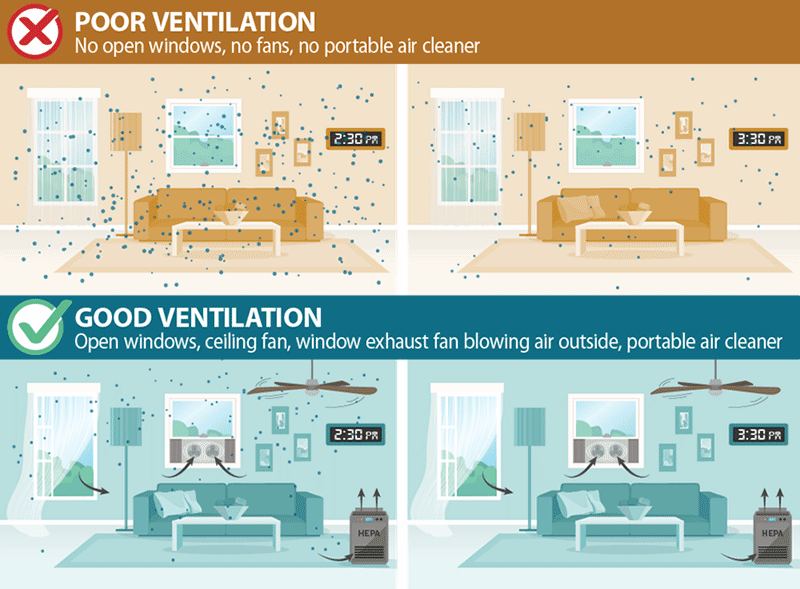 POOR VENTILATION
No open windows, no fans, no portable air cleaner
2:30 PM
3:30 PM
GOOD VENTILATION
Open windows, ceiling fan, window exhaust fan blowing air outside, portable air cleaner
2:30 PM
3:30 PM
HEPA
HEPA